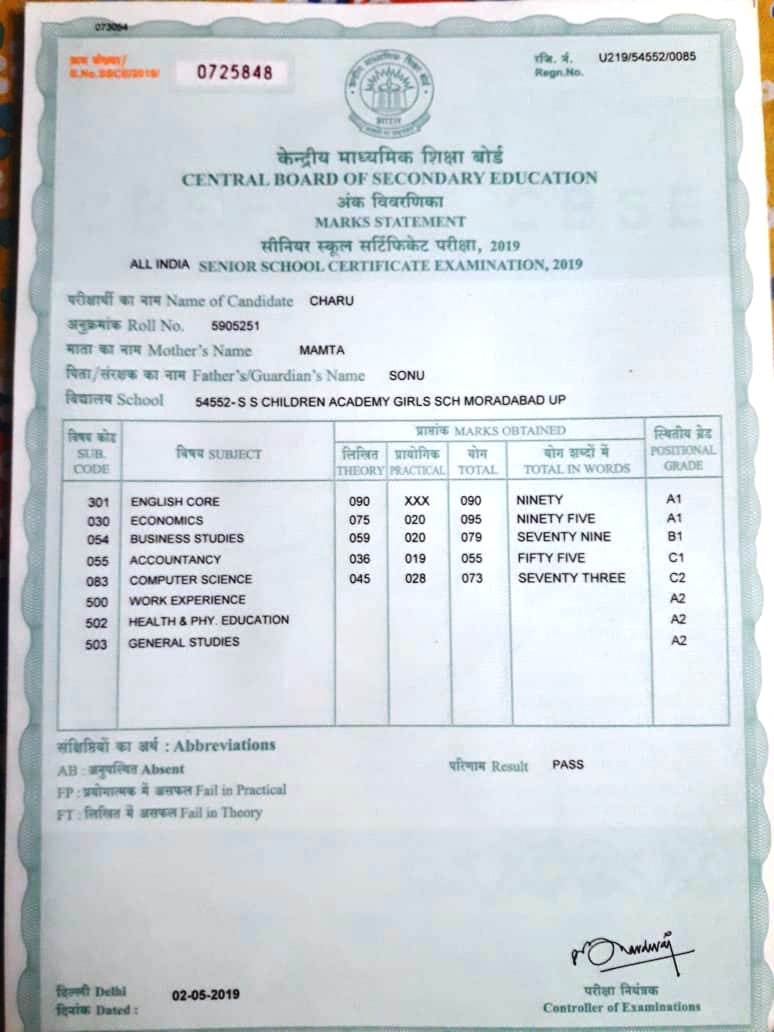 073084
क्रम संख्या/
S.No.SSCE/2019/ 0725848
रजि. नं. U219/54552/0085
Regn.No.
भारत
केन्द्रीय माध्यमिक शिक्षा बोर्ड
CENTRAL BOARD OF SECONDARY EDUCATION
अंक विवरणिका
MARKS STATEMENT
सीनियर स्कूल सर्टिफिकेट परीक्षा, 2019
ALL INDIA SENIOR SCHOOL CERTIFICATE EXAMINATION, 2019
परीक्षार्थी का नाम Name of Candidate CHARU
अनुक्रमांक Roll No. 5905251
माता का नाम Mother's Name MAMTA
पिता/संरक्षक का नाम Father's/Guardian's Name SONU
विद्यालय School 54552- S S CHILDREN ACADEMY GIRLS SCH MORADABAD UP
विषय कोड SUB. CODE
विषय SUBJECT
प्राप्तांक MARKS OBTAINED
लिखित THEORY
प्रायोगिक PRACTICAL
योग TOTAL
योग शब्दों में TOTAL IN WORDS
स्थितीय ग्रेड POSITIONAL GRADE
301 ENGLISH CORE 090 XXX 090 NINETY A1
030 ECONOMICS 075 020 095 NINETY FIVE A1
054 BUSINESS STUDIES 059 020 079 SEVENTY NINE B1
055 ACCOUNTANCY 036 019 055 FIFTY FIVE C1
083 COMPUTER SCIENCE 045 028 073 SEVENTY THREE C2
500 WORK EXPERIENCE A2
502 HEALTH & PHY. EDUCATION A2
503 GENERAL STUDIES A2
संक्षिप्तियों का अर्थ : Abbreviations
AB : अनुपस्थित Absent
परिणाम Result PASS
FP : प्रयोगात्मक में असफल Fail in Practical
FT : लिखित में असफल Fail in Theory
दिल्ली Delhi
दिनांक Dated : 02-05-2019
परीक्षा नियंत्रक
Controller of Examinations